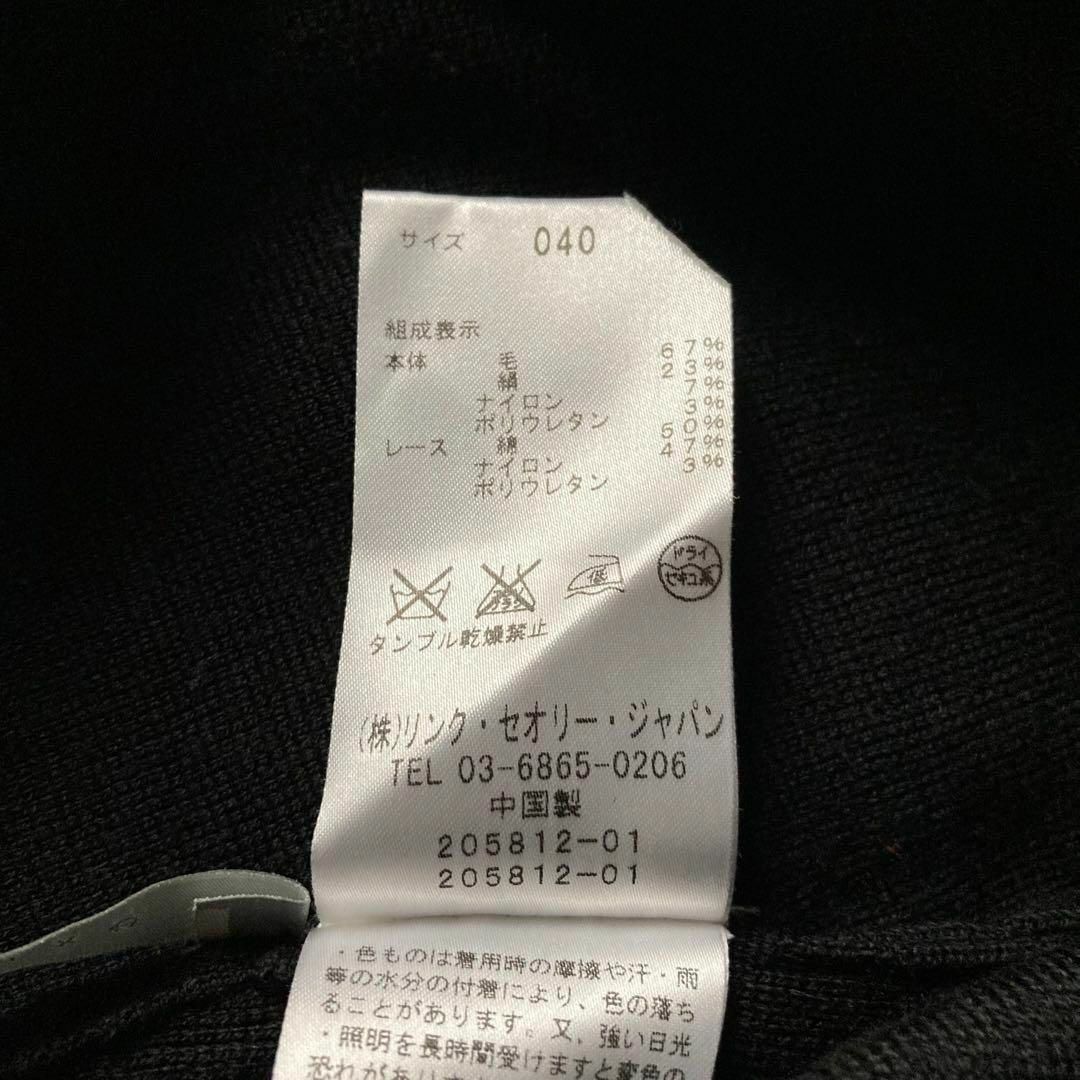 サイズ 040
組成表示
本体 毛 67%
絹 23%
ナイロン 7%
ポリウレタン 3%
レース 綿 50%
ナイロン 47%
ポリウレタン 3%
低
ドライ
セキユ系
タンブル乾燥禁止
(株)リンク・セオリー・ジャパン
TEL 03-6865-0206
中国製
205812-01
205812-01
・色ものは着用時の摩擦や汗・雨
等の水分の付着により、色の落ち
ることがあります。又、強い日光
・照明を長時間受けますと変色の
恐れがあります